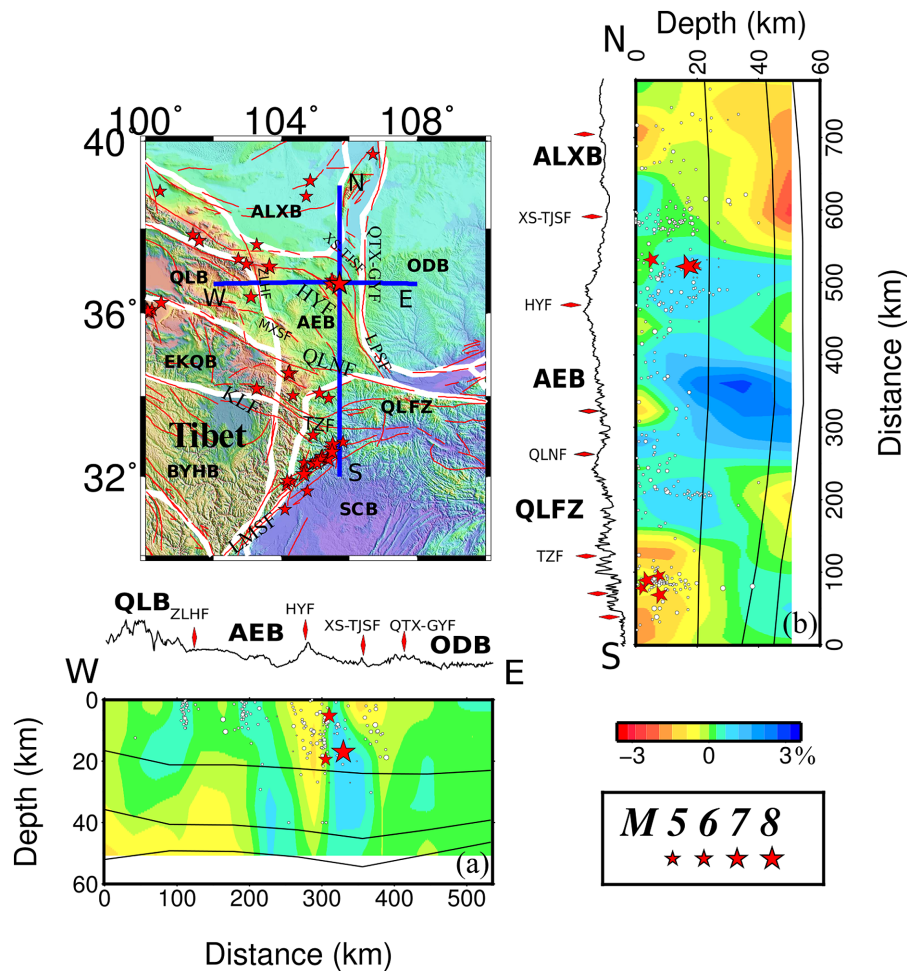 100° 104° 108°
40°
36°
32°
N
ALXB
XS-TJSF
QTX-GYF
ODB
QLB
ZLHF
W
HYF
E
AEB
MXSF
LPSF
EKQB
QLNF
KLF
QLFZ
Tibet
TZF
BYHB
S
SCB
LMSF
Depth (km)
N
0 20 40 60
ALXB
XS-TJSF
HYF
AEB
QLNF
QLFZ
TZF
S
700
600
500
400
300
200
100
0
Distance (km)
(b)
QLB
ZLHF
AEB
HYF
XS-TJSF
QTX-GYF
ODB
W E
0
20
40
60
Depth (km)
(a)
0 100 200 300 400 500
Distance (km)
−3 0 3%
M 5 6 7 8